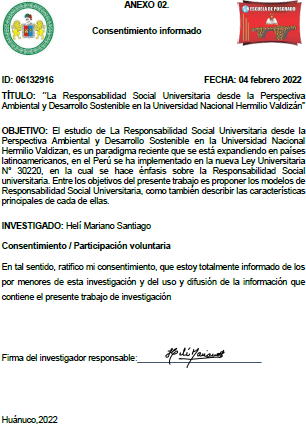 ANEXO 02.
ESCUELA DE POSGRADO
Consentimiento informado
ID: 06132916 FECHA: 04 febrero 2022
TÍTULO: "La Responsabilidad Social Universitaria desde la Perspectiva
Ambiental y Desarrollo Sostenible en la Universidad Nacional Hermilio Valdizán"
OBJETIVO: El estudio de La Responsabilidad Social Universitaria desde la
Perspectiva Ambiental y Desarrollo Sostenible en la Universidad Nacional
Hermilio Valdizan, es un paradigma reciente que se está expandiendo en países
latinoamericanos, en el Perú se ha implementado en la nueva Ley Universitaria
N° 30220, en la cual se hace énfasis sobre la Responsabilidad Social
universitaria. Entre los objetivos del presente trabajo es proponer los modelos de
Responsabilidad Social Universitaria, como también describir las características
principales de cada de ellas.
INVESTIGADO: Helí Mariano Santiago
Consentimiento / Participación voluntaria
En tal sentido, ratifico mi consentimiento, que estoy totalmente informado de los
por menores de esta investigación y del uso y difusión de la información que
contiene el presente trabajo de investigación
Firma del investigador responsable:
Huánuco,2022